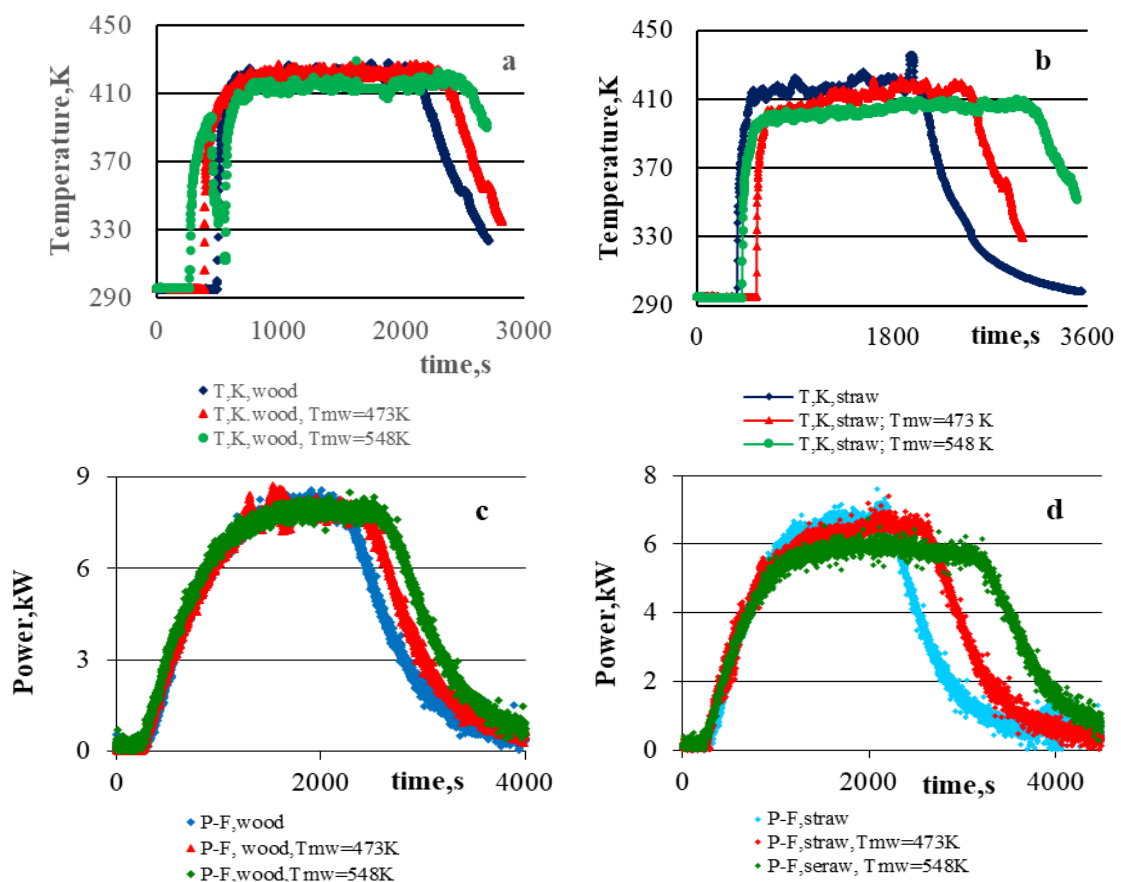 a
450
410
370
330
290
Temperature,K
0
1000
2000
3000
time,s
T,K,wood
T,K.wood, Tmw=473K
T,K,wood, Tmw=548K
b
450
410
370
330
290
Temperature,K
0
1800
3600
time,s
T,K,straw
T,K,straw; Tmw=473 K
T,K,straw; Tmw=548 K
c
9
6
3
0
Power,kW
0
2000
4000
time,s
P-F,wood
P-F, wood,Tmw=473K
P-F,wood,Tmw=548K
d
8
6
4
2
0
Power,kW
0
2000
4000
time,s
P-F,straw
P-F,straw,Tmw=473K
P-F,seraw, Tmw=548K